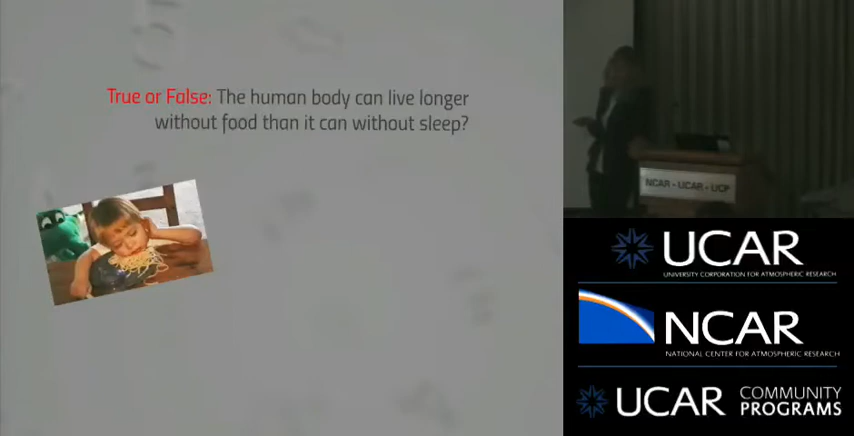 True or False: The human body can live longer
without food than it can without sleep?
NCAR • UCAR • UCP
UCAR
UNIVERSITY CORPORATION FOR ATMOSPHERIC RESEARCH
NCAR
NATIONAL CENTER FOR ATMOSPHERIC RESEARCH
UCAR COMMUNITY
PROGRAMS